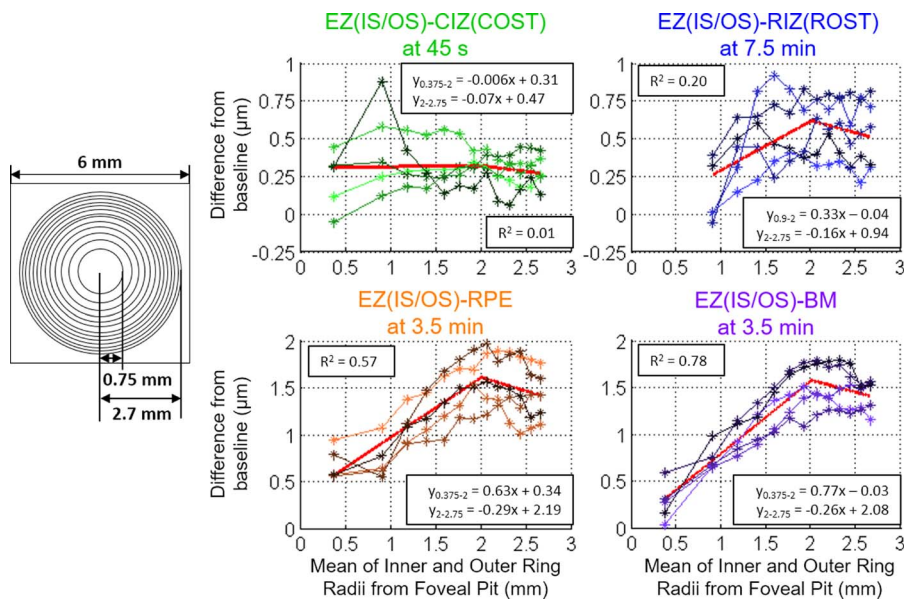 6 mm
0.75 mm
2.7 mm
EZ(IS/OS)-CIZ(COST)
at 45 s
Difference from
baseline (µm)
1
0.75
0.5
0.25
0
-0.25
y0.375-2 = -0.006x + 0.31
y2-2.75 = -0.07x + 0.47
R² = 0.01
0 0.5 1 1.5 2 2.5 3
EZ(IS/OS)-RIZ(ROST)
at 7.5 min
1
0.75
0.5
0.25
0
-0.25
R² = 0.20
y0.9-2 = 0.33x − 0.04
y2-2.75 = -0.16x + 0.94
0 0.5 1 1.5 2 2.5 3
EZ(IS/OS)-RPE
at 3.5 min
Difference from
baseline (µm)
2
1.5
1
0.5
0
R² = 0.57
y0.375-2 = 0.63x + 0.34
y2-2.75 = -0.29x + 2.19
0 0.5 1 1.5 2 2.5 3
Mean of Inner and Outer Ring
Radii from Foveal Pit (mm)
EZ(IS/OS)-BM
at 3.5 min
2
1.5
1
0.5
0
R² = 0.78
y0.375-2 = 0.77x − 0.03
y2-2.75 = -0.26x + 2.08
0 0.5 1 1.5 2 2.5 3
Mean of Inner and Outer Ring
Radii from Foveal Pit (mm)